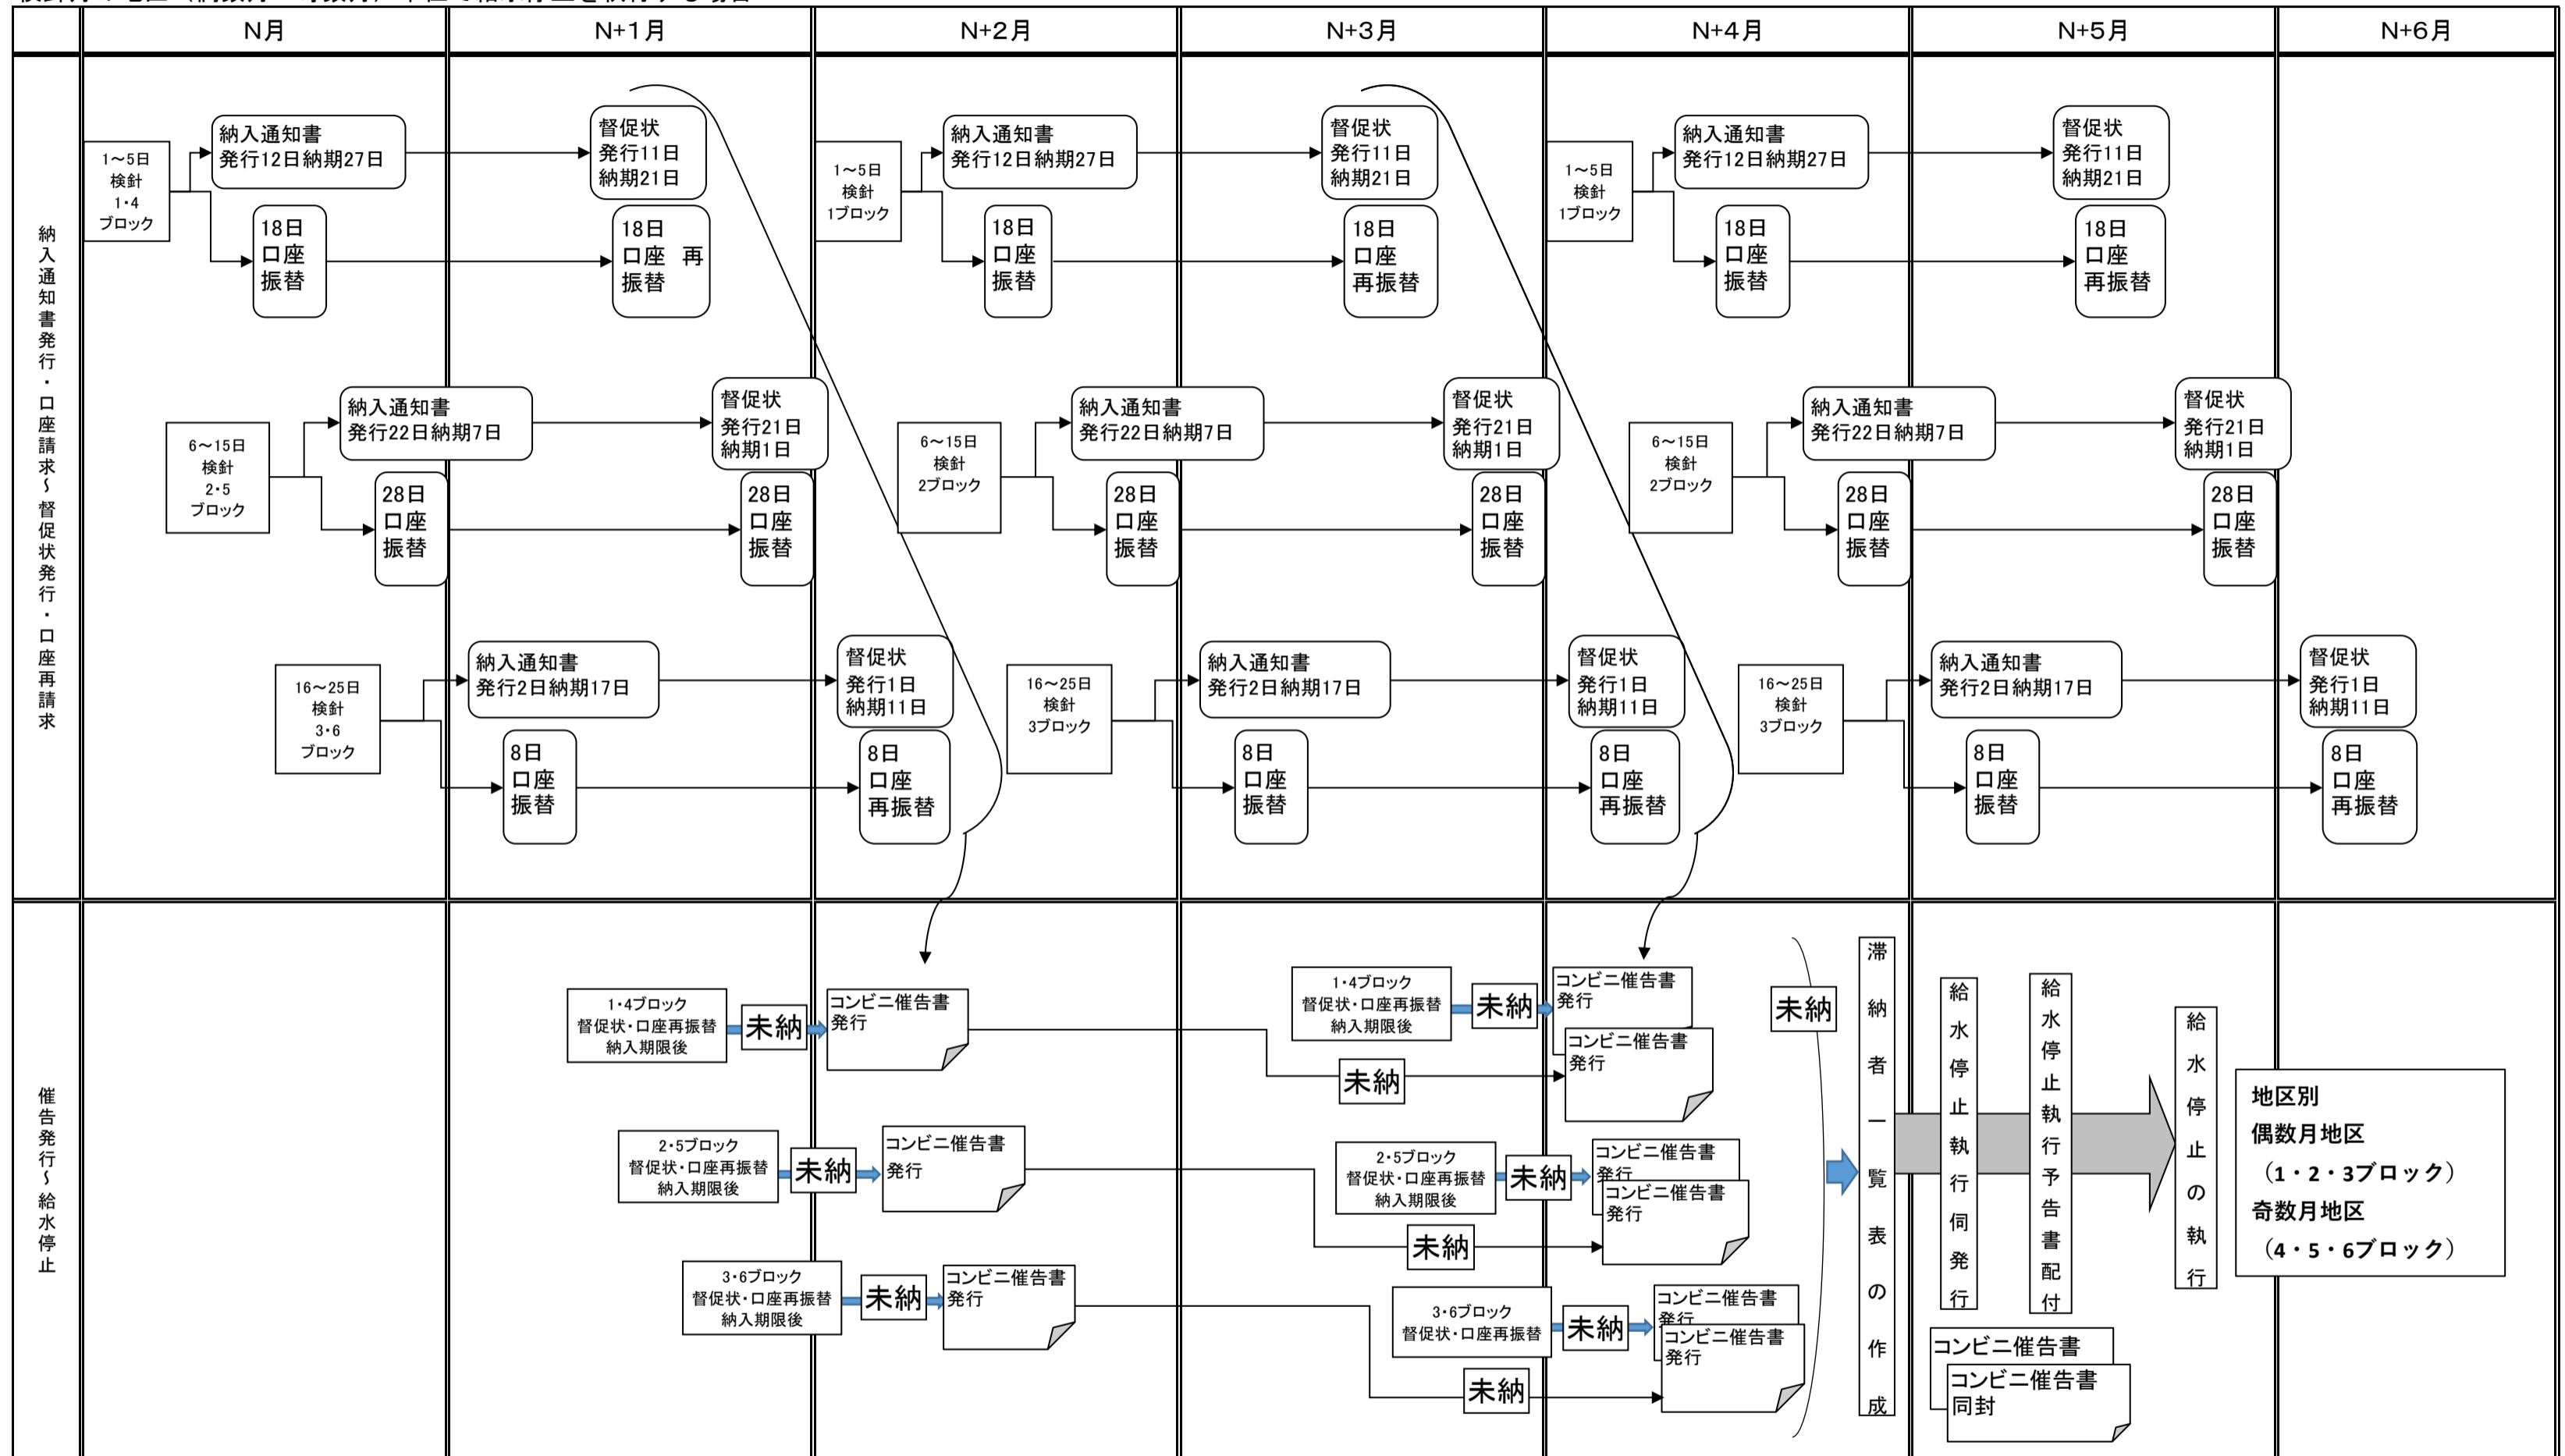 N月
N+1月
N+2月
N+3月
N+4月
N+5月
N+6月
納入通知書発行・口座請求～督促状発行・口座再請求
1～5日
検針
1・4
ブロック
納入通知書
発行12日納期27日
18日
口座
振替
督促状
発行11日
納期21日
18日
口座　再
振替
1～5日
検針
1ブロック
納入通知書
発行12日納期27日
18日
口座
振替
督促状
発行11日
納期21日
18日
口座
再振替
1～5日
検針
1ブロック
納入通知書
発行12日納期27日
18日
口座
振替
督促状
発行11日
納期21日
18日
口座
再振替
6～15日
検針
2・5
ブロック
納入通知書
発行22日納期7日
28日
口座
振替
督促状
発行21日
納期1日
28日
口座
振替
6～15日
検針
2ブロック
納入通知書
発行22日納期7日
28日
口座
振替
督促状
発行21日
納期1日
28日
口座
振替
6～15日
検針
2ブロック
納入通知書
発行22日納期7日
28日
口座
振替
督促状
発行21日
納期1日
28日
口座
振替
16～25日
検針
3・6
ブロック
納入通知書
発行2日納期17日
8日
口座
振替
督促状
発行1日
納期11日
8日
口座
再振替
16～25日
検針
3ブロック
納入通知書
発行2日納期17日
8日
口座
振替
督促状
発行1日
納期11日
8日
口座
再振替
16～25日
検針
3ブロック
納入通知書
発行2日納期17日
8日
口座
振替
督促状
発行1日
納期11日
8日
口座
再振替
催告発行～給水停止
1・4ブロック
督促状・口座再振替
納入期限後
未納
コンビニ催告書
発行
1・4ブロック
督促状・口座再振替
納入期限後
未納
コンビニ催告書
発行
未納
コンビニ催告書
発行
2・5ブロック
督促状・口座再振替
納入期限後
未納
コンビニ催告書
発行
2・5ブロック
督促状・口座再振替
納入期限後
未納
コンビニ催告書
発行
未納
コンビニ催告書
発行
3・6ブロック
督促状・口座再振替
納入期限後
未納
コンビニ催告書
発行
3・6ブロック
督促状・口座再振替
未納
コンビニ催告書
発行
未納
コンビニ催告書
発行
未納
滞納者一覧表の作成
給水停止執行伺発行
給水停止執行予告書配付
給水停止の執行
コンビニ催告書
コンビニ催告書
同封
地区別
偶数月地区
（1・2・3ブロック）
奇数月地区
（4・5・6ブロック）